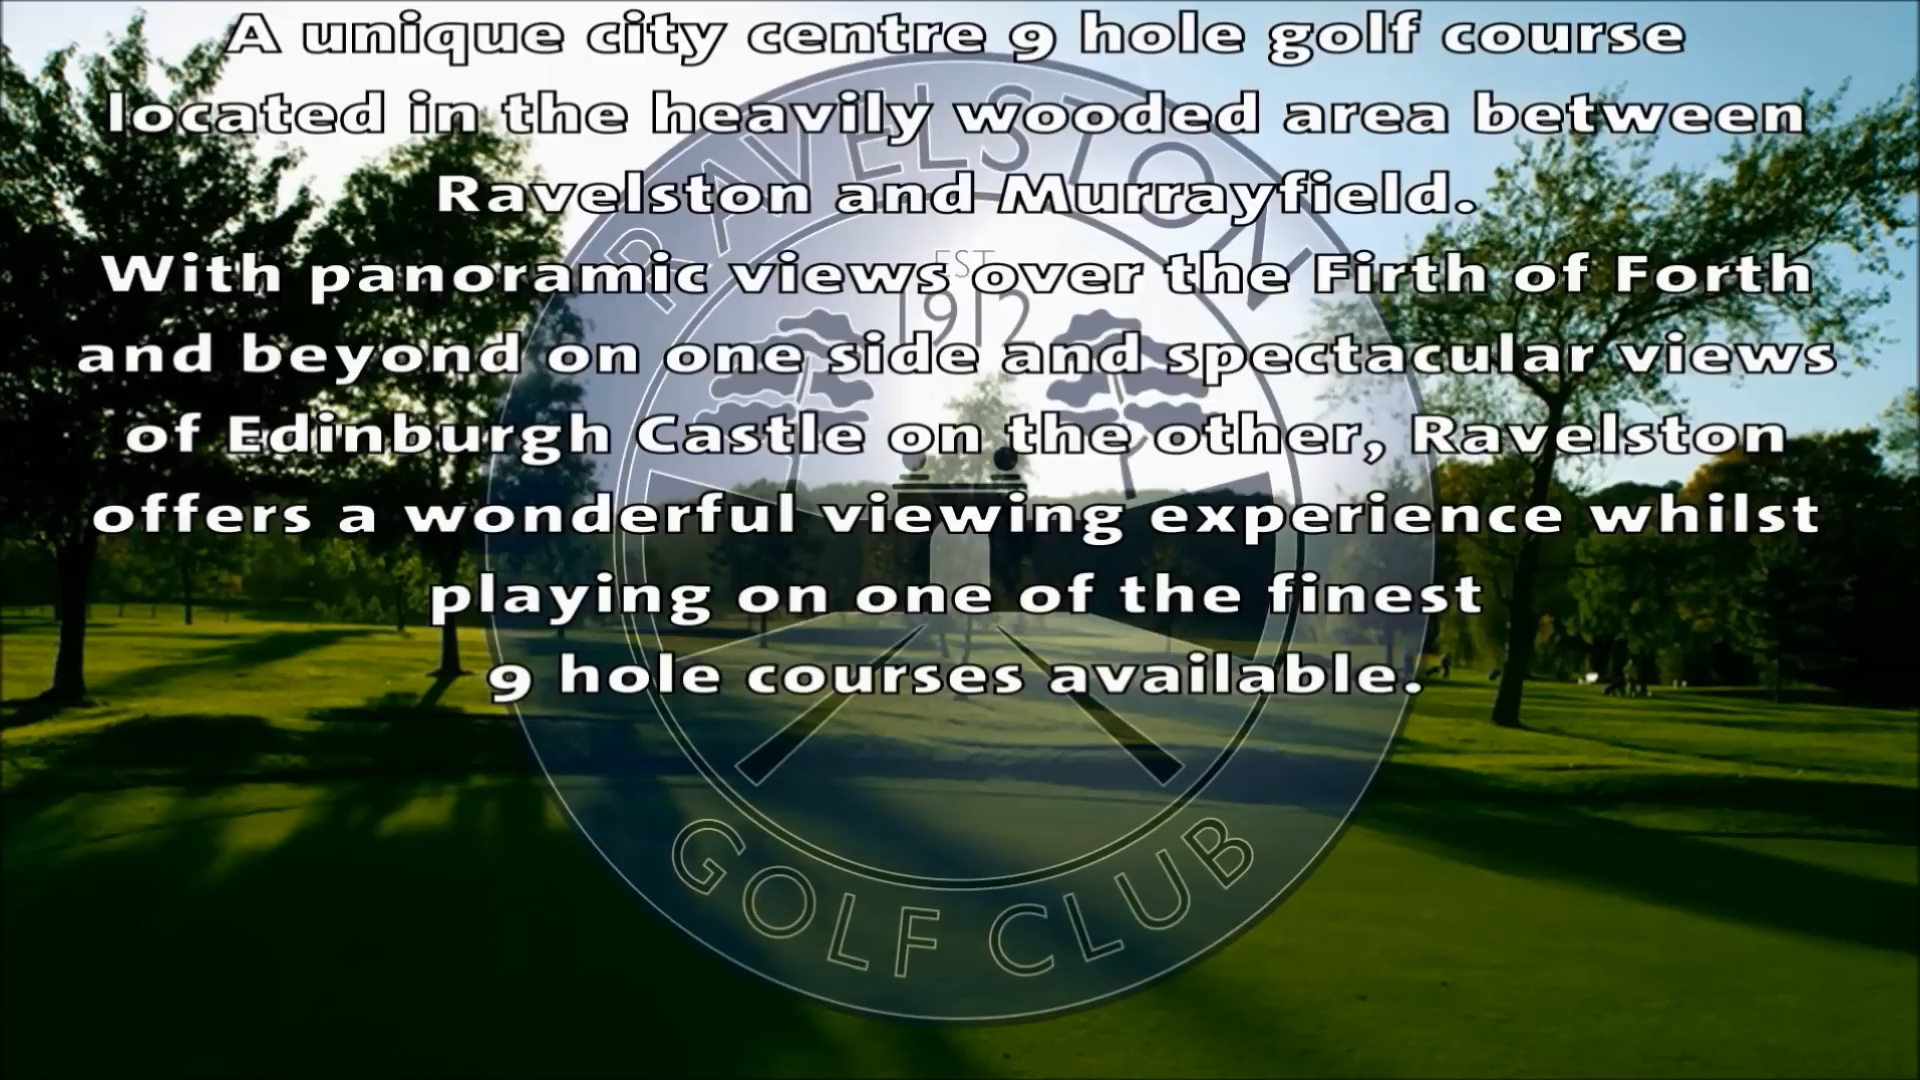 A unique city centre 9 hole golf course
located in the heavily wooded area between
Ravelston and Murrayfield.
With panoramic views over the Firth of Forth
and beyond on one side and spectacular views
of Edinburgh Castle on the other, Ravelston
offers a wonderful viewing experience whilst
playing on one of the finest
9 hole courses available.
RAVELSTON
EST
1912
GOLF CLUB